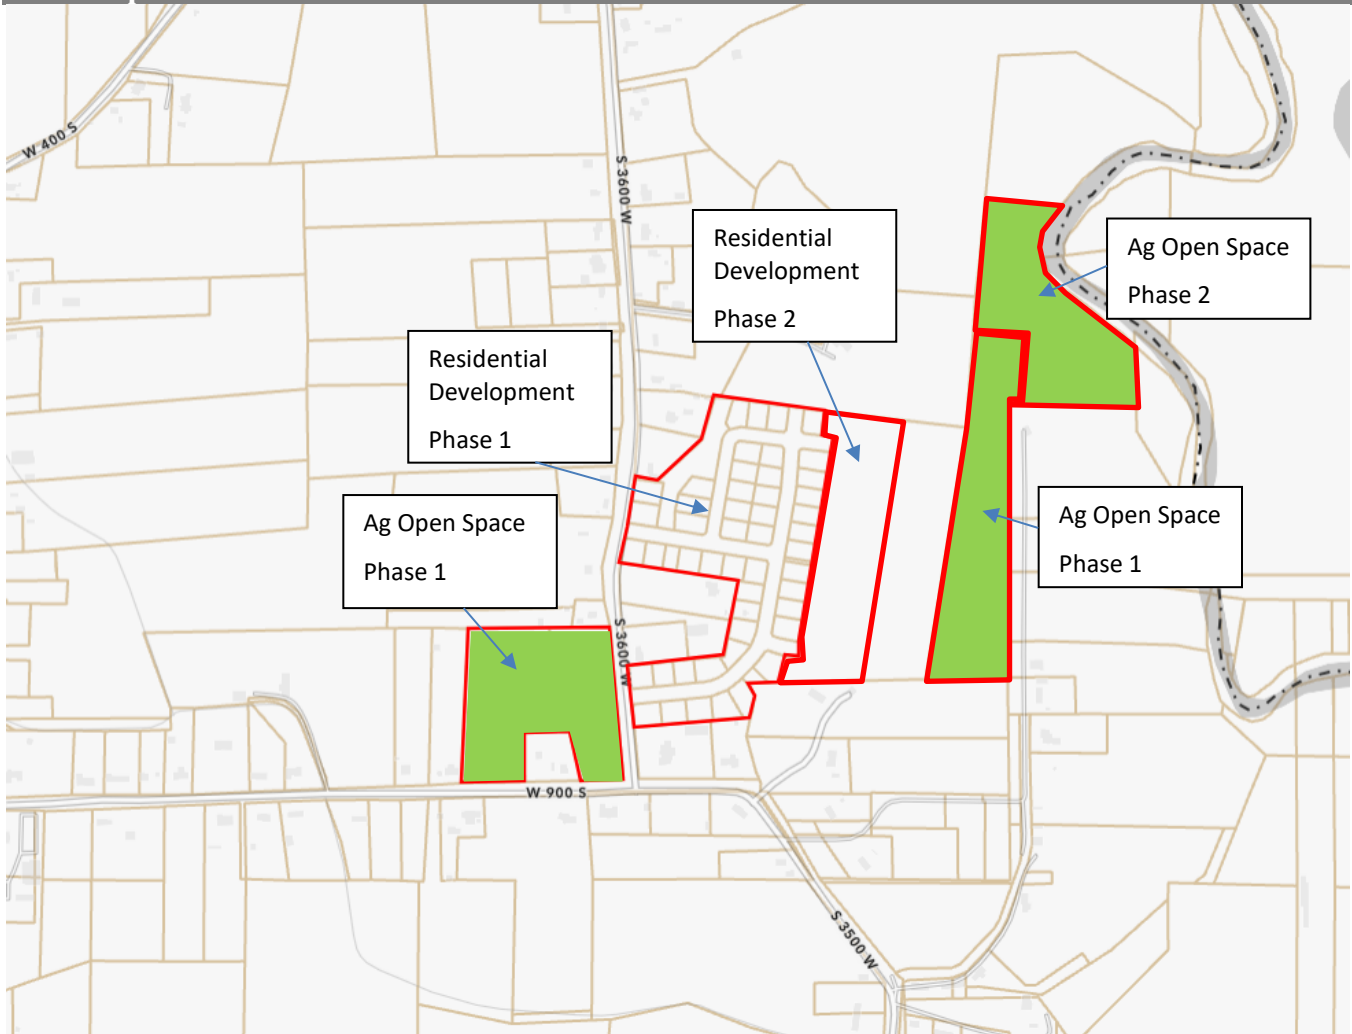 W 400 S
S 3600 W
Residential
Development
Phase 2
Ag Open Space
Phase 2
Residential
Development
Phase 1
Ag Open Space
Phase 1
Ag Open Space
Phase 1
S 3600 W
W 900 S
S 3500 W